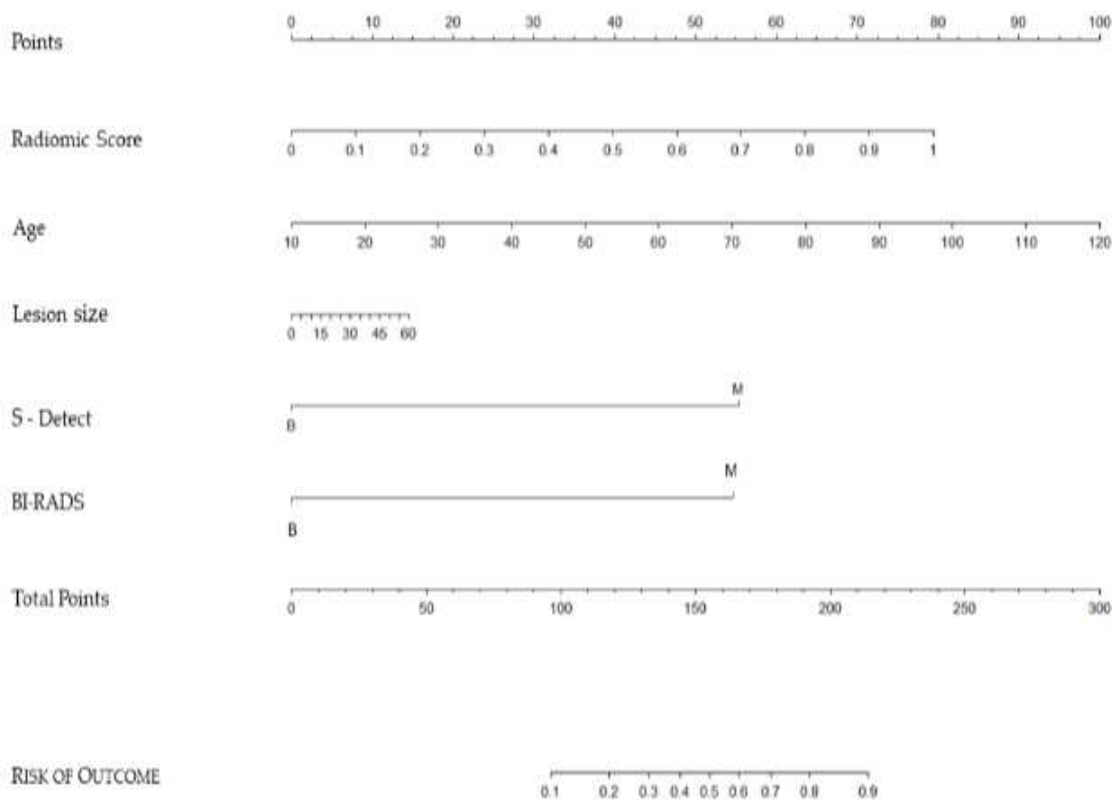 0 10 20 30 40 50 60 70 80 90 100
Points
Radiomic Score
0 0.1 0.2 0.3 0.4 0.5 0.6 0.7 0.8 0.9 1
Age
10 20 30 40 50 60 70 80 90 100 110 120
Lesion size
0 15 30 45 60
M
S - Detect
B
M
BI-RADS
B
Total Points
0 50 100 150 200 250 300
RISK OF OUTCOME
0.1 0.2 0.3 0.4 0.5 0.6 0.7 0.8 0.9